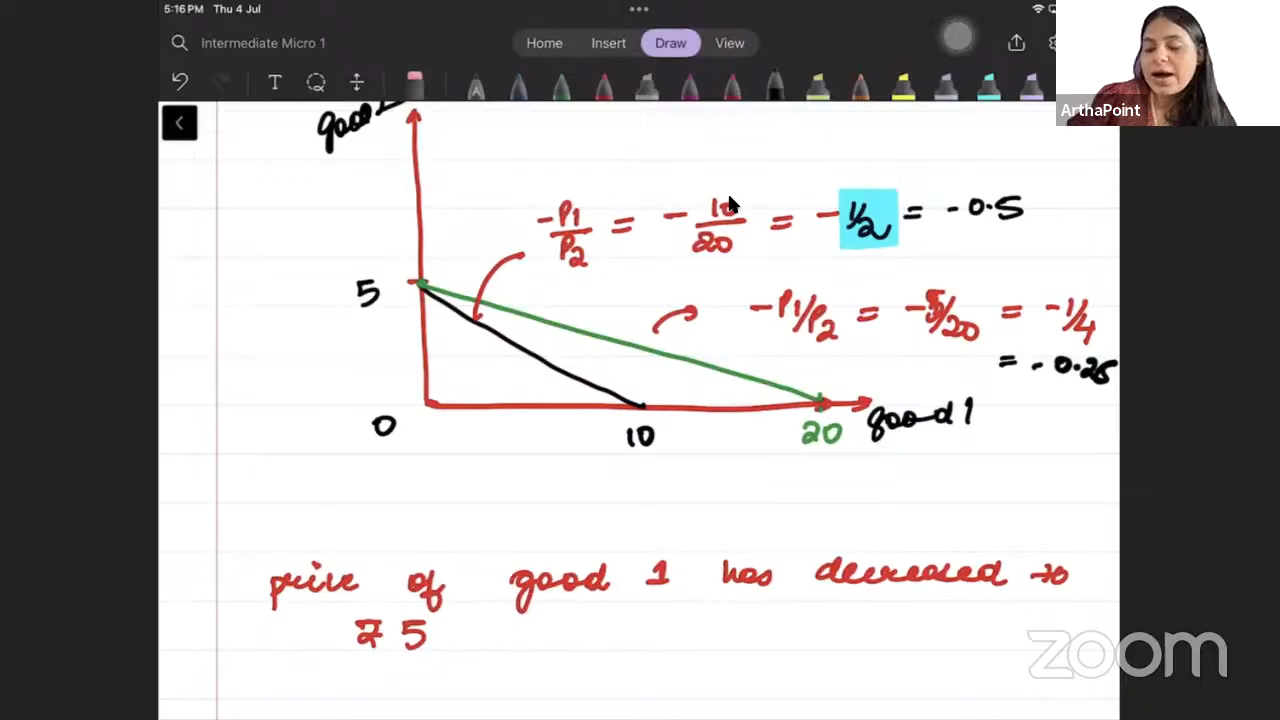 5:16 PM Thu 4 Jul
Intermediate Micro 1
Home Insert Draw View
ArthaPoint
good
-P1/P2 = -10/20 = -1/2 = -0.5
5
-P1/P2 = -5/20 = -1/4
= -0.25
0
10
20
good 1
price of good 1 has decreased to
₹ 5
zoom